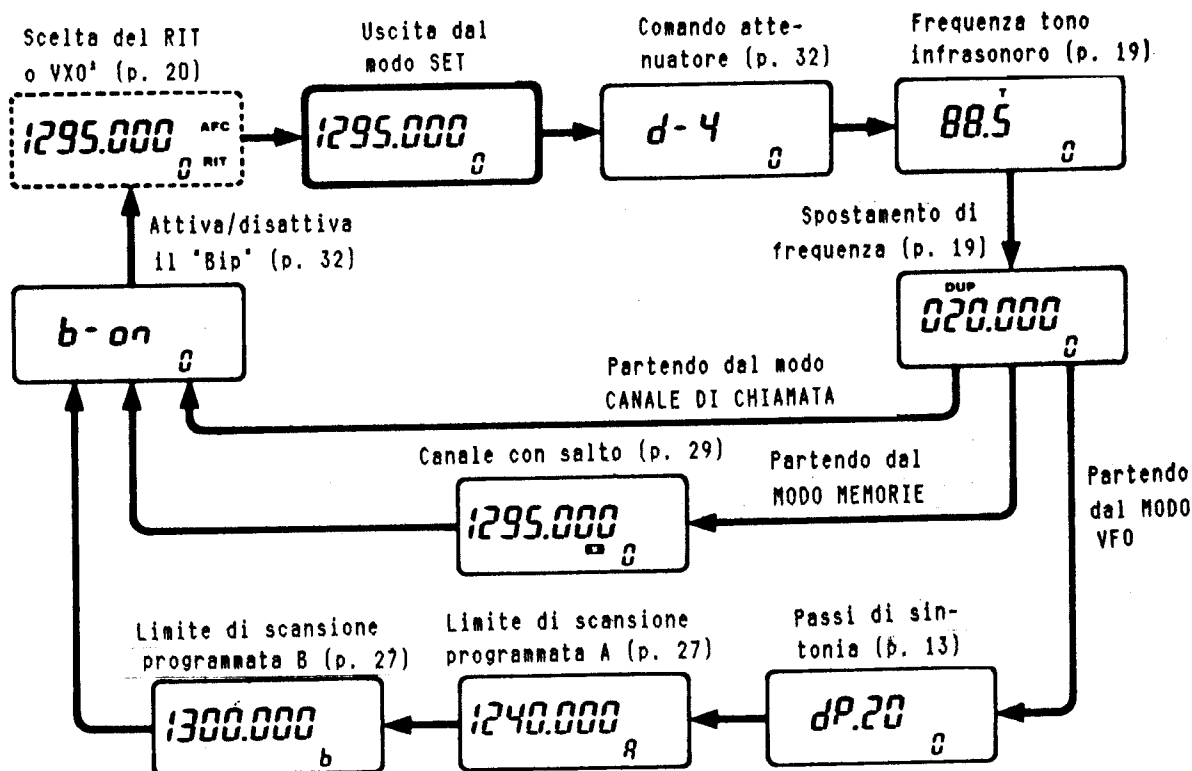 Scelta del RIT
o VXO² (p. 20)
1295.000 AFC
0 RIT
Uscita dal
modo SET
1295.000
0
Comando atte-
nuatore (p. 32)
d-4
0
Frequenza tono
infrasonoro (p. 19)
T
88.5
0
Attiva/disattiva
il "Bip" (p. 32)
b-on
0
Spostamento di
frequenza (p. 19)
DUP
020.000
0
Partendo dal modo
CANALE DI CHIAMATA
Canale con salto (p. 29)
1295.000
0
Partendo dal
MODO MEMORIE
Partendo
dal MODO
VFO
Limite di scansione
programmata B (p. 27)
1300.000
b
Limite di scansione
programmata A (p. 27)
1240.000
A
Passi di sin-
tonia (p. 13)
dP.20
0